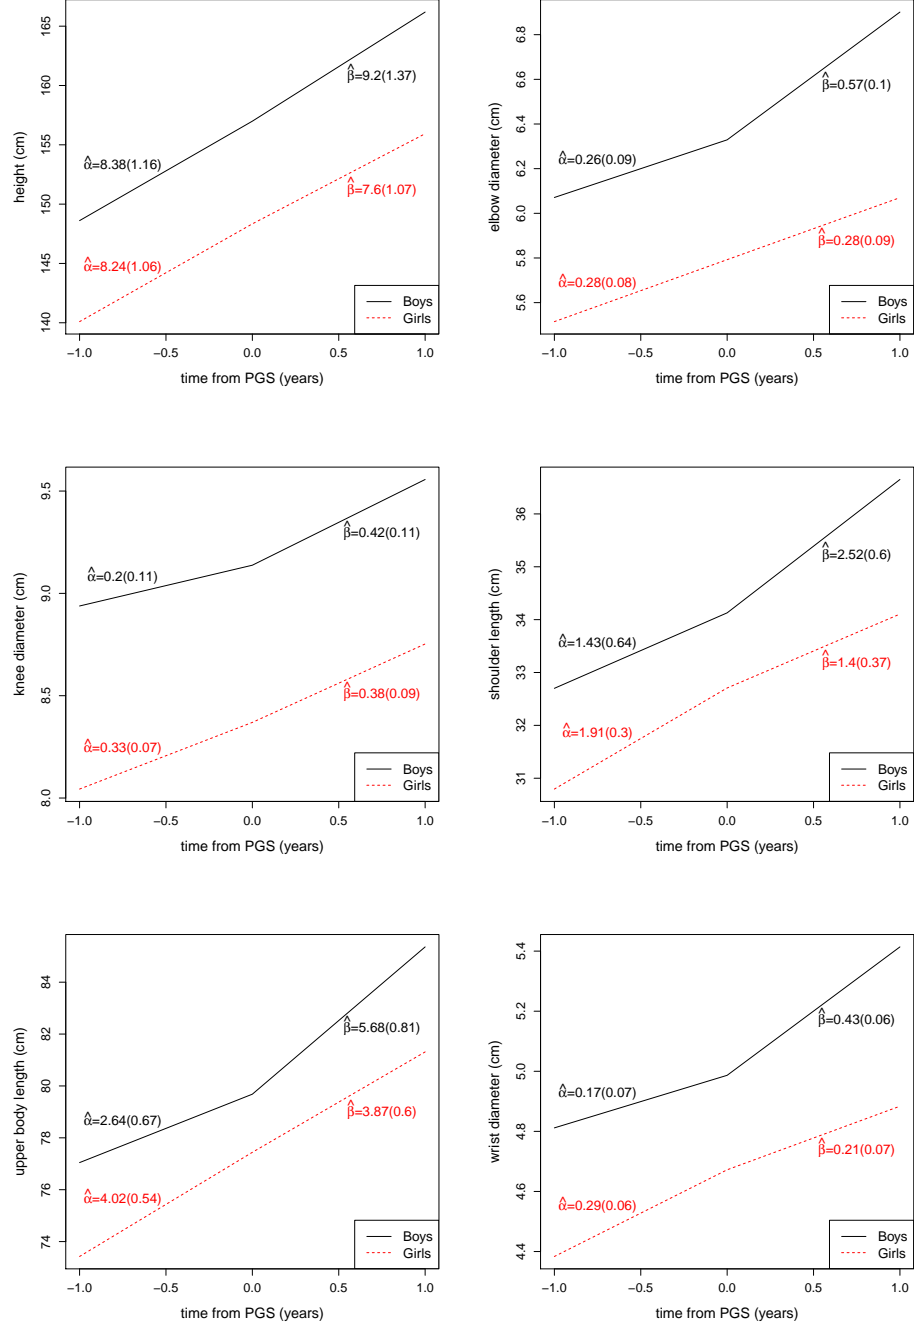 height (cm)
165
160
155
150
145
140
β̂=9.2(1.37)
α̂=8.38(1.16)
β̂=7.6(1.07)
α̂=8.24(1.06)
Boys
Girls
−1.0 −0.5 0.0 0.5 1.0
time from PGS (years)
elbow diameter (cm)
6.8
6.6
6.4
6.2
6.0
5.8
5.6
β̂=0.57(0.1)
α̂=0.26(0.09)
β̂=0.28(0.09)
α̂=0.28(0.08)
Boys
Girls
−1.0 −0.5 0.0 0.5 1.0
time from PGS (years)
knee diameter (cm)
9.5
9.0
8.5
8.0
β̂=0.42(0.11)
α̂=0.2(0.11)
β̂=0.38(0.09)
α̂=0.33(0.07)
Boys
Girls
−1.0 −0.5 0.0 0.5 1.0
time from PGS (years)
shoulder length (cm)
36
35
34
33
32
31
β̂=2.52(0.6)
α̂=1.43(0.64)
β̂=1.4(0.37)
α̂=1.91(0.3)
Boys
Girls
−1.0 −0.5 0.0 0.5 1.0
time from PGS (years)
upper body length (cm)
84
82
80
78
76
74
β̂=5.68(0.81)
α̂=2.64(0.67)
β̂=3.87(0.6)
α̂=4.02(0.54)
Boys
Girls
−1.0 −0.5 0.0 0.5 1.0
time from PGS (years)
wrist diameter (cm)
5.4
5.2
5.0
4.8
4.6
4.4
β̂=0.43(0.06)
α̂=0.17(0.07)
β̂=0.21(0.07)
α̂=0.29(0.06)
Boys
Girls
−1.0 −0.5 0.0 0.5 1.0
time from PGS (years)